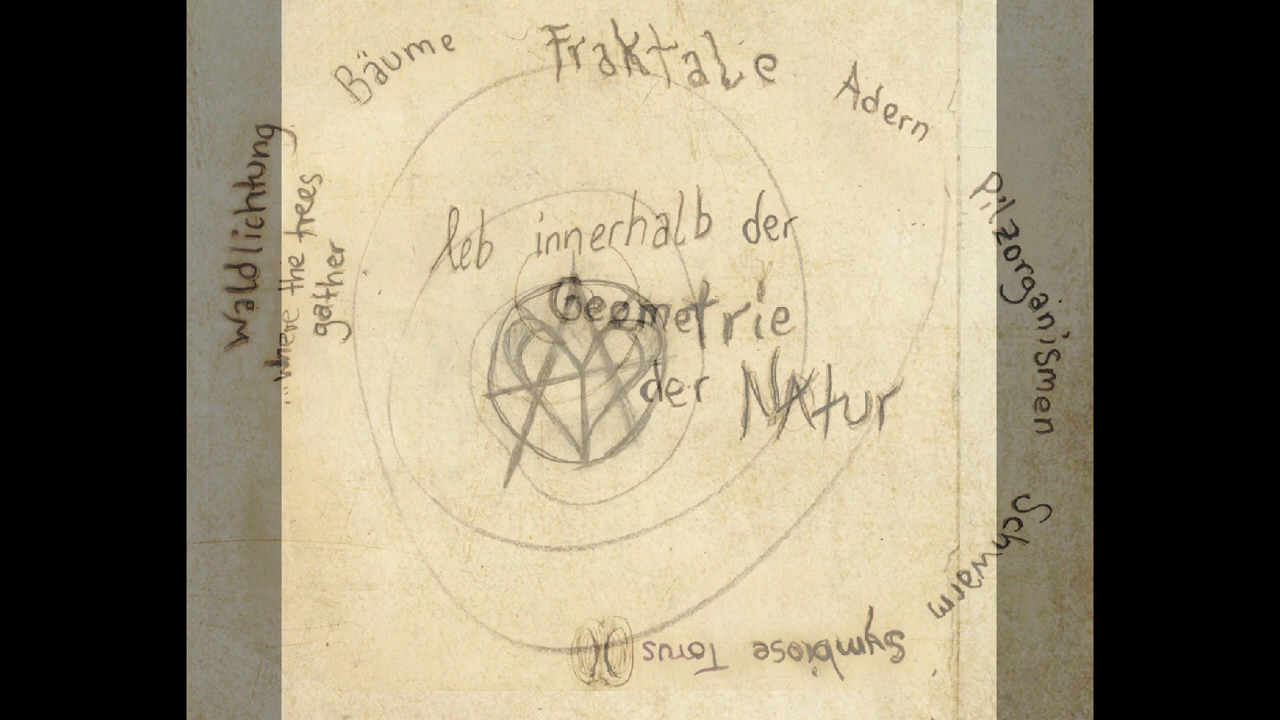 Bäume
Fraktale
Adern
Pilzorganismen
Schwarm
Symbiose
Torus
Waldlichtung
...where the trees
gather
leb innerhalb der
Geometrie
der NAtur